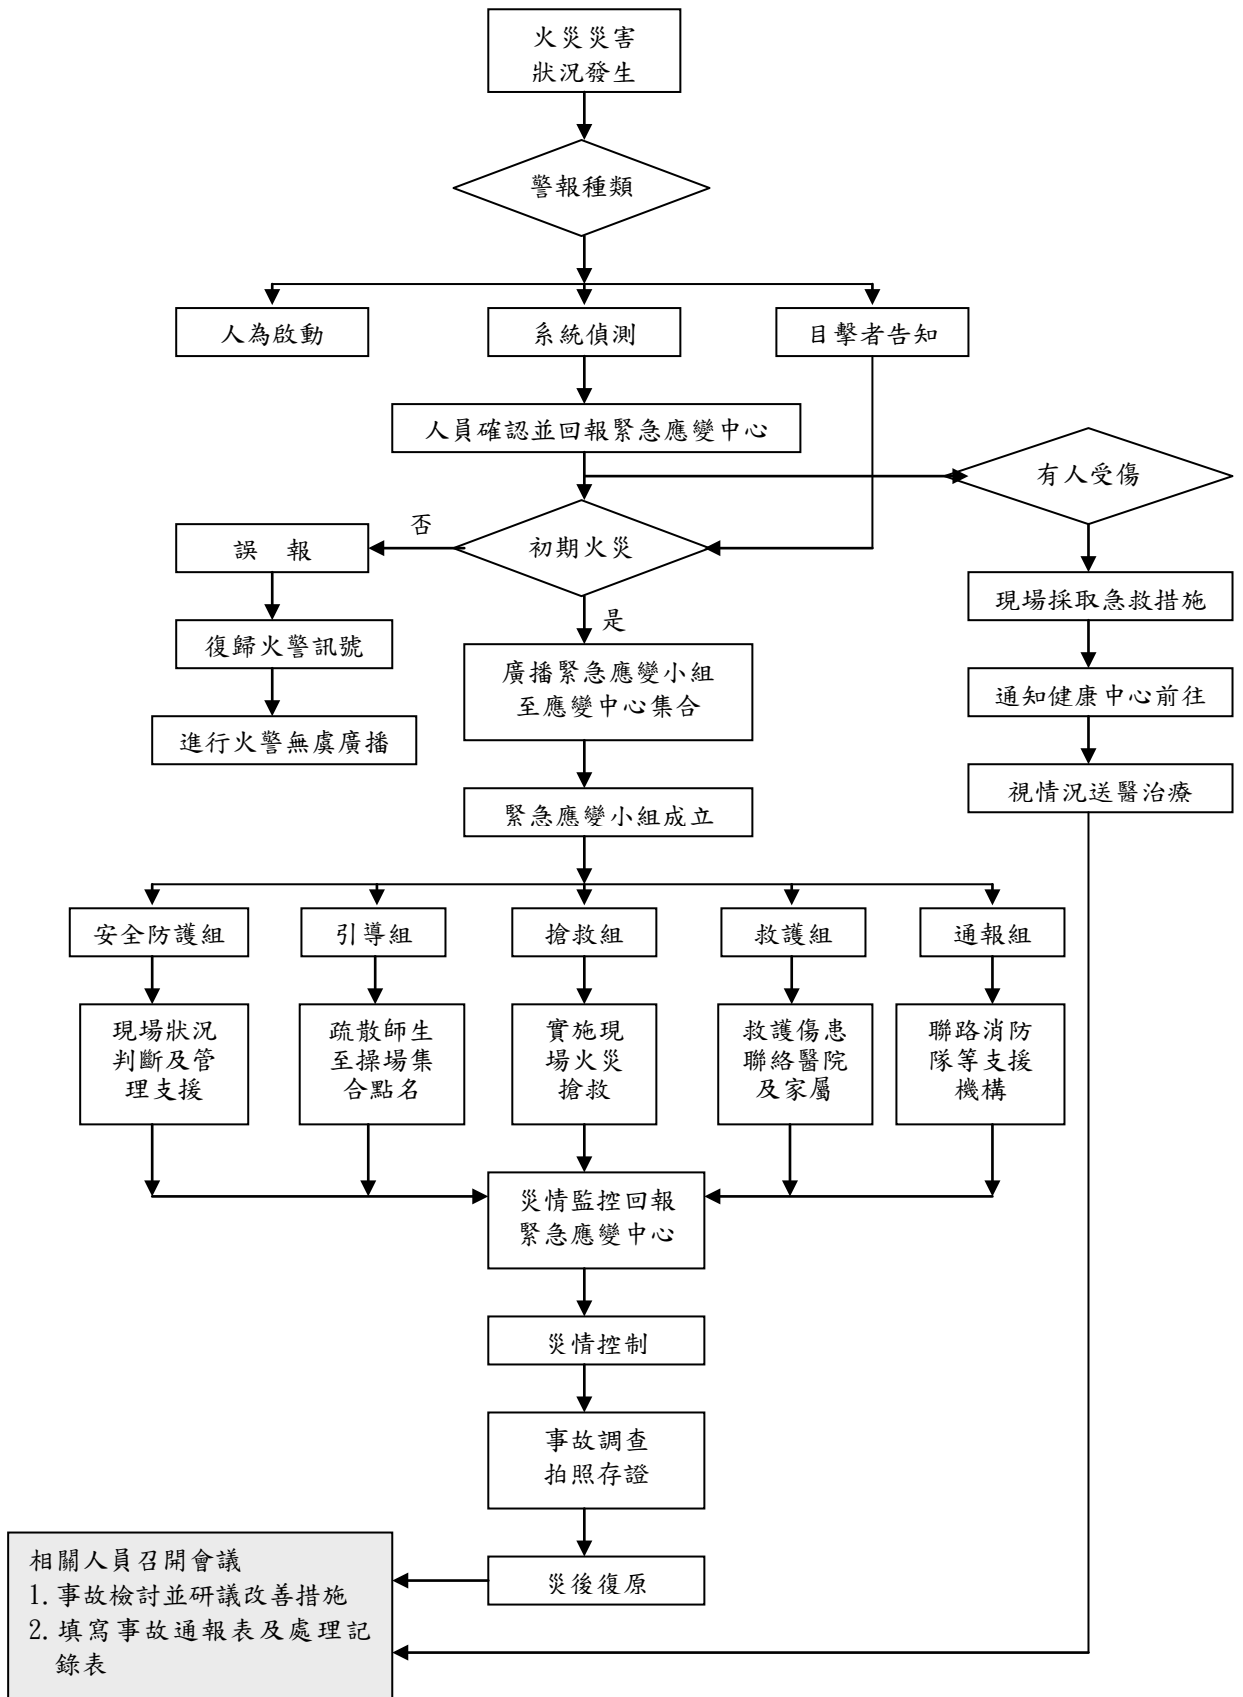 火災災害
狀況發生
警報種類
人為啟動
系統偵測
目擊者告知
人員確認並回報緊急應變中心
有人受傷
否
誤　報
初期火災
是
現場採取急救措施
復歸火警訊號
廣播緊急應變小組
至應變中心集合
通知健康中心前往
進行火警無虞廣播
緊急應變小組成立
視情況送醫治療
安全防護組
引導組
搶救組
救護組
通報組
現場狀況
判斷及管
理支援
疏散師生
至操場集
合點名
實施現
場火災
搶救
救護傷患
聯絡醫院
及家屬
聯路消防
隊等支援
機構
災情監控回報
緊急應變中心
災情控制
事故調查
拍照存證
災後復原
相關人員召開會議
1.事故檢討並研議改善措施
2.填寫事故通報表及處理記
錄表